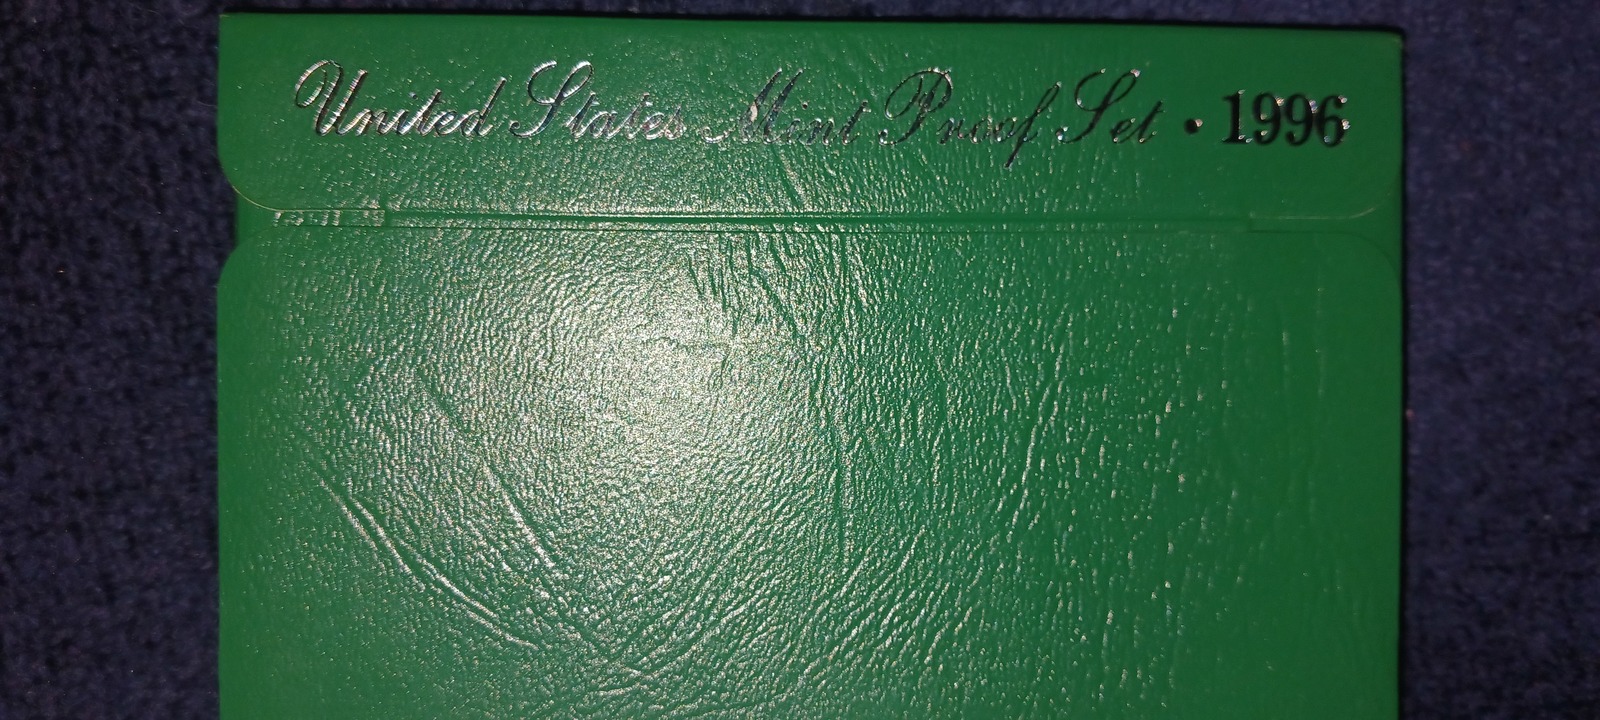 United States Mint Proof Set • 1996